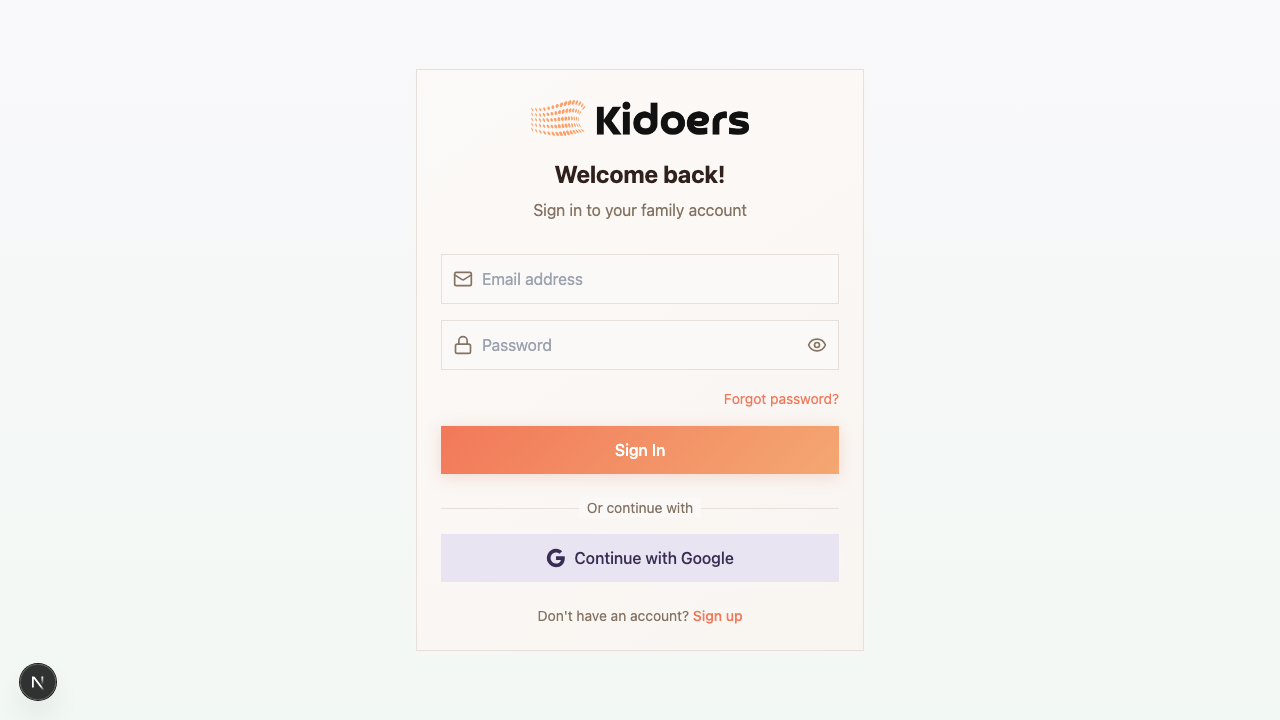 Kidoers
Welcome back!
Sign in to your family account
Email address
Password
Forgot password?
Sign In
Or continue with
G Continue with Google
Don't have an account? Sign up
N